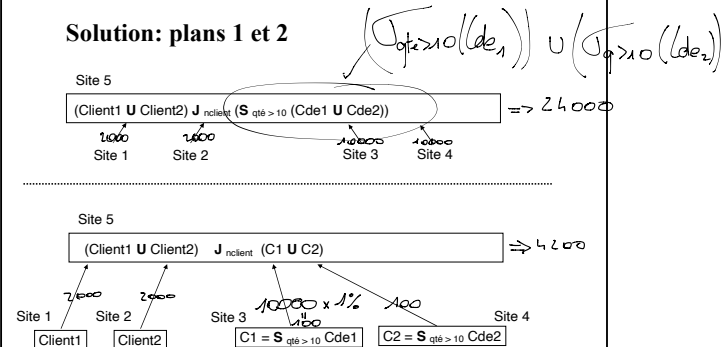 Solution: plans 1 et 2
(σqté>10(Cde1)) U (σq>10(Cde2))
Site 5
(Client1 U Client2) J nclient (S qté > 10 (Cde1 U Cde2))
=> 24000
2000 2000 10000 10000
Site 1 Site 2 Site 3 Site 4
Site 5
(Client1 U Client2) J nclient (C1 U C2)
=> 4200
2000 2000 10000 x 1% 100
= 100
Site 1 Site 2 Site 3 Site 4
Client1 Client2 C1 = S qté > 10 Cde1 C2 = S qté > 10 Cde2